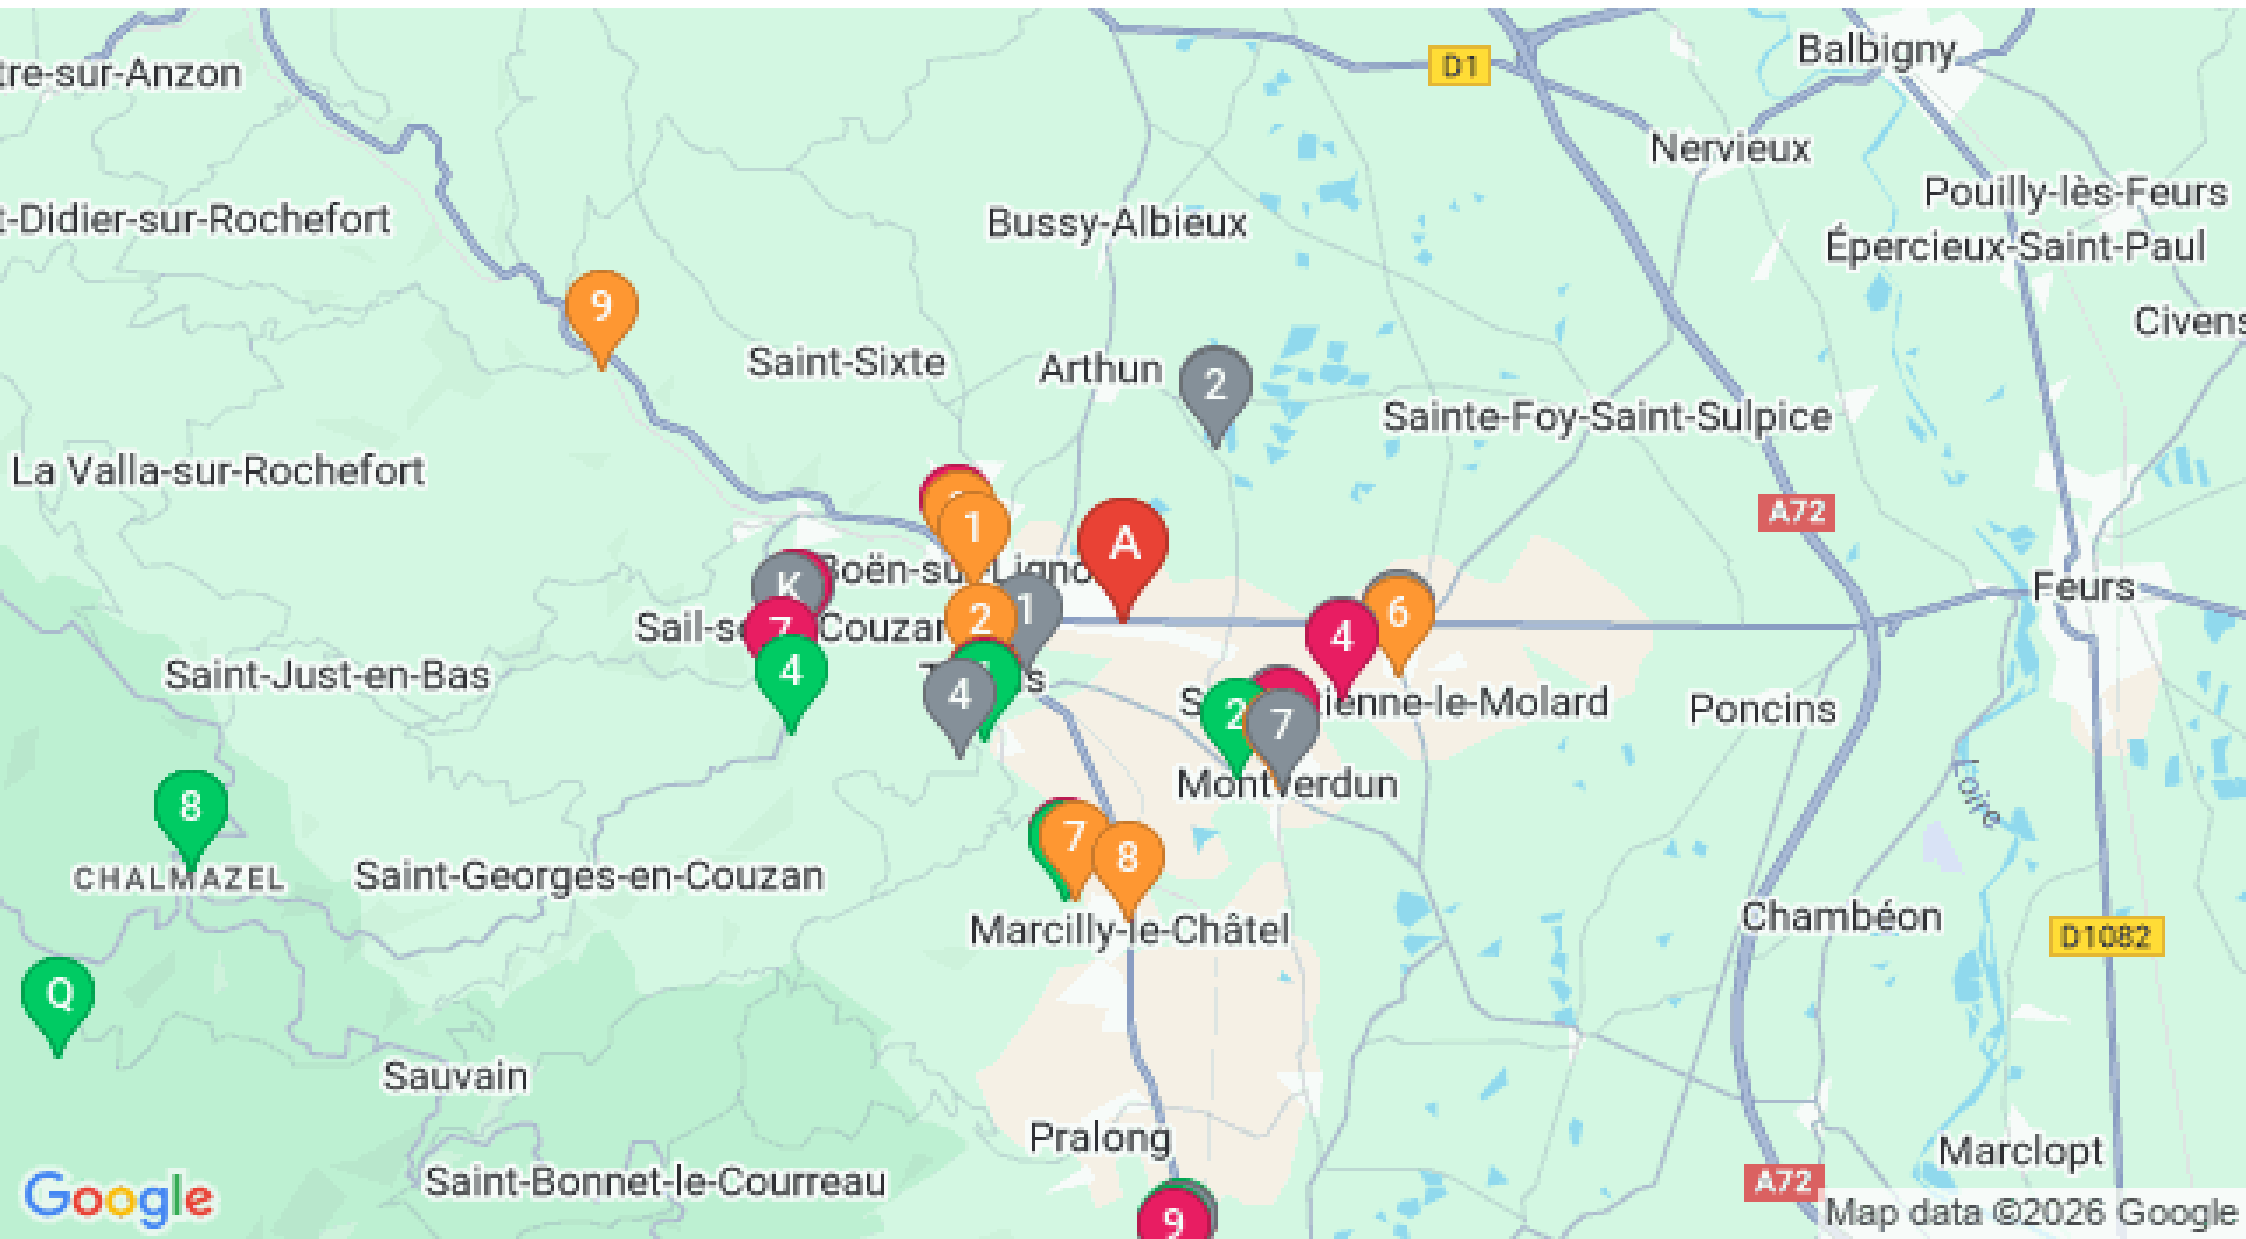 Balbigny
D1
tre-sur-Anzon
Nervieux
Pouilly-lès-Feurs
t-Didier-sur-Rochefort
Bussy-Albieux
Épercieux-Saint-Paul
9
Civens
Saint-Sixte
Arthun
2
Sainte-Foy-Saint-Sulpice
La Valla-sur-Rochefort
A72
1
A
K
Feurs
Sail-s
Couzan
7
2
1
6
4
4
Saint-Just-en-Bas
4
ienne-le-Molard
Poncins
2
7
Montverdun
8
7
8
Loire
CHALMAZEL
Saint-Georges-en-Couzan
Marcilly-le-Châtel
Chambéon
D1082
Q
Sauvain
Pralong
Marclopt
Saint-Bonnet-le-Courreau
A72
Google
9
Map data ©2026 Google